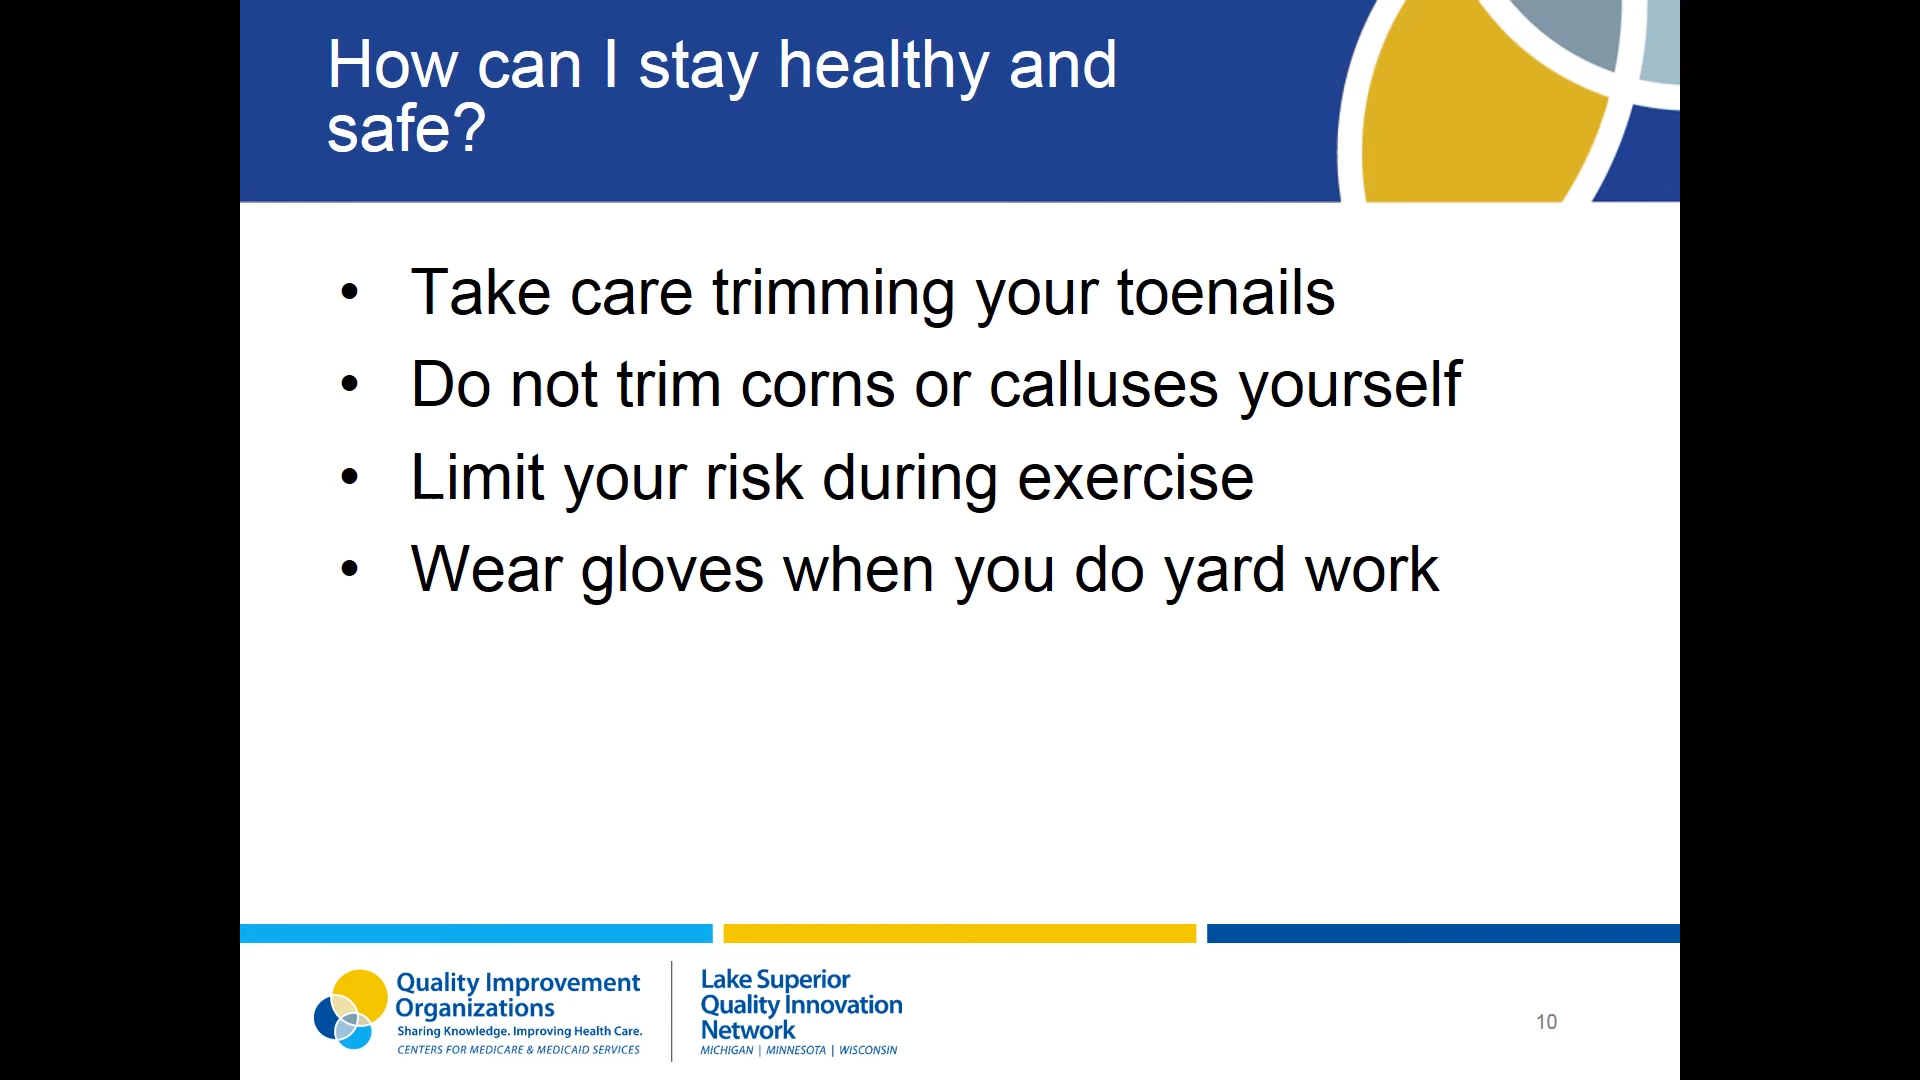 How can I stay healthy and
safe?
• Take care trimming your toenails
• Do not trim corns or calluses yourself
• Limit your risk during exercise
• Wear gloves when you do yard work
Quality Improvement
Organizations
Sharing Knowledge. Improving Health Care.
CENTERS FOR MEDICARE & MEDICAID SERVICES
Lake Superior
Quality Innovation
Network
MICHIGAN | MINNESOTA | WISCONSIN
10